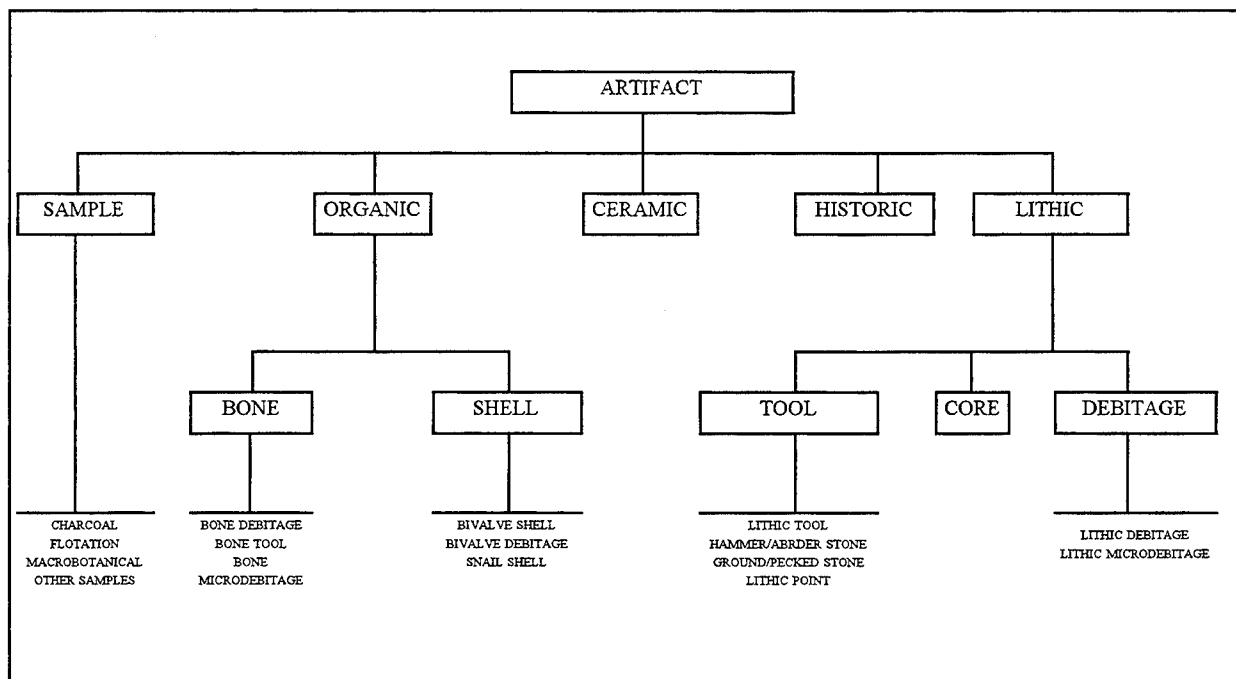 ARTIFACT
SAMPLE
ORGANIC
CERAMIC
HISTORIC
LITHIC
BONE
SHELL
TOOL
CORE
DEBITAGE
CHARCOAL
FLOTATION
MACROBOTANICAL
OTHER SAMPLES
BONE DEBITAGE
BONE TOOL
BONE
MICRODEBITAGE
BIVALVE SHELL
BIVALVE DEBITAGE
SNAIL SHELL
LITHIC TOOL
HAMMER/ABRDER STONE
GROUND/PECKED STONE
LITHIC POINT
LITHIC DEBITAGE
LITHIC MICRODEBITAGE